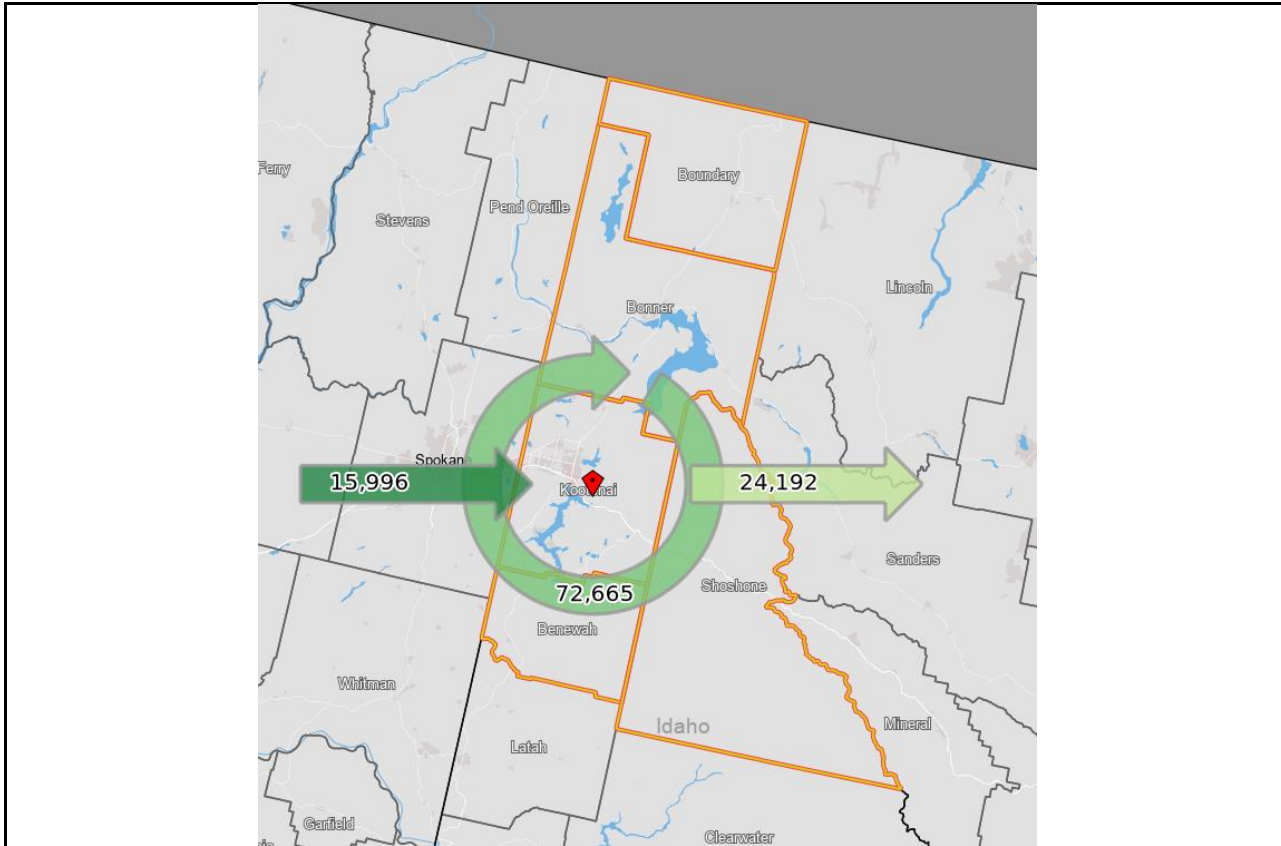 Ferry
Boundary
Pend Oreille
Stevens
Lincoln
Bonner
Spokane
15,996
24,192
Sanders
Shoshone
72,665
Benewah
Whitman
Mineral
Idaho
Latah
Garfield
Clearwater